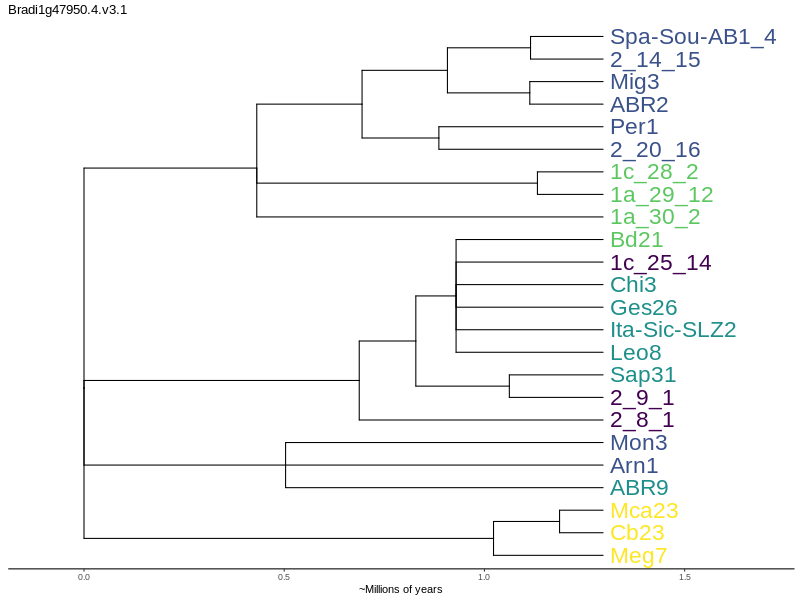 Bradi1g47950.4.v3.1
Spa-Sou-AB1_4
2_14_15
Mig3
ABR2
Per1
2_20_16
1c_28_2
1a_29_12
1a_30_2
Bd21
1c_25_14
Chi3
Ges26
Ita-Sic-SLZ2
Leo8
Sap31
2_9_1
2_8_1
Mon3
Arn1
ABR9
Mca23
Cb23
Meg7
0.0 0.5 1.0 1.5
~Millions of years